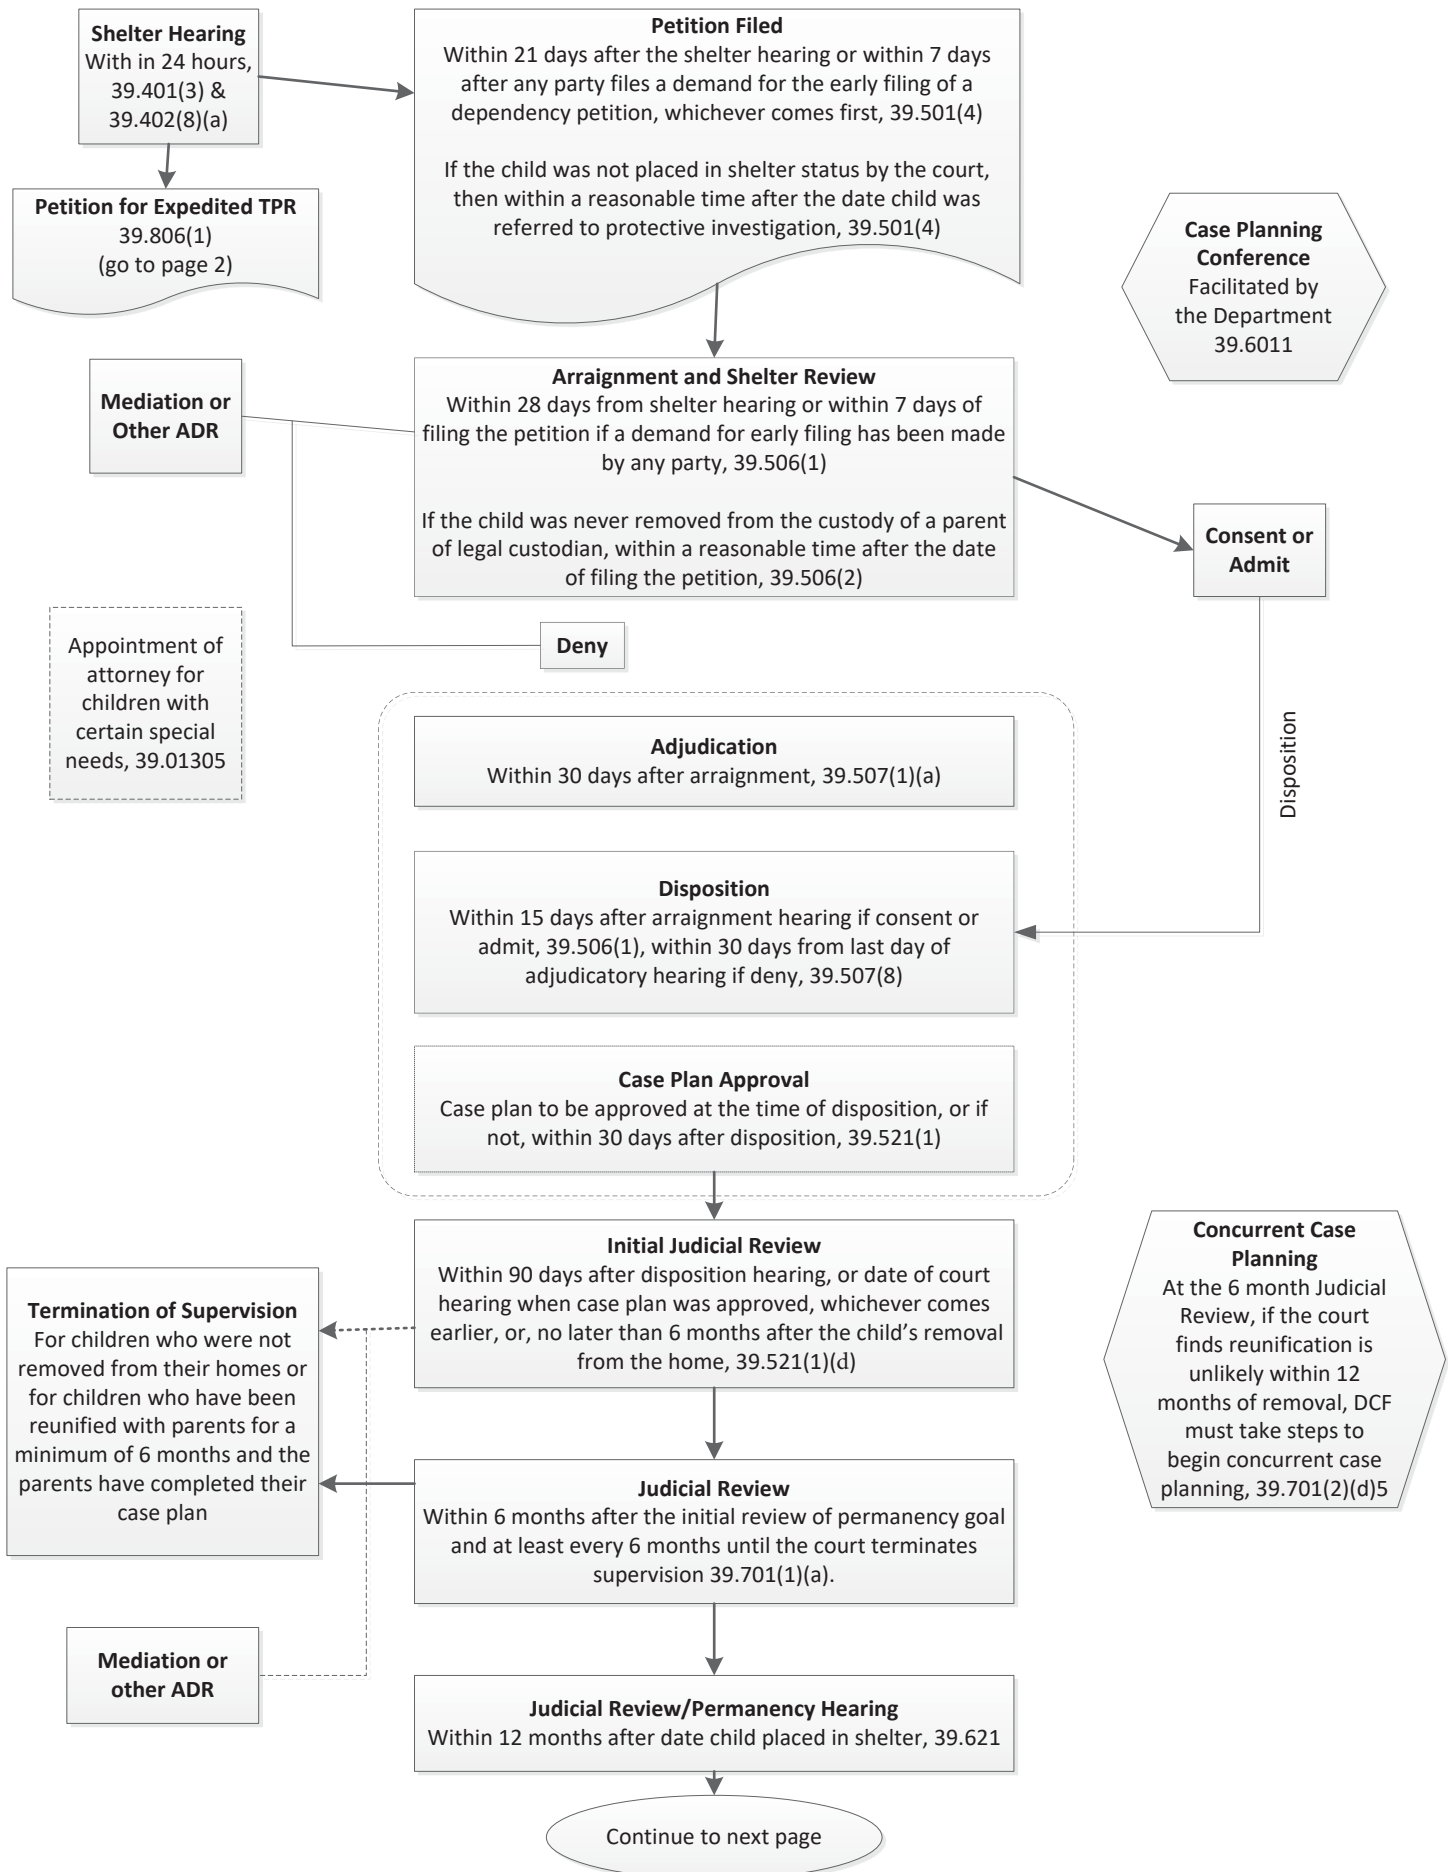 Shelter Hearing
With in 24 hours,
39.401(3) &
39.402(8)(a)
Petition Filed
Within 21 days after the shelter hearing or within 7 days
after any party files a demand for the early filing of a
dependency petition, whichever comes first, 39.501(4)
If the child was not placed in shelter status by the court,
then within a reasonable time after the date child was
referred to protective investigation, 39.501(4)
Petition for Expedited TPR
39.806(1)
(go to page 2)
Case Planning
Conference
Facilitated by
the Department
39.6011
Mediation or
Other ADR
Arraignment and Shelter Review
Within 28 days from shelter hearing or within 7 days of
filing the petition if a demand for early filing has been made
by any party, 39.506(1)
If the child was never removed from the custody of a parent
of legal custodian, within a reasonable time after the date
of filing the petition, 39.506(2)
Consent or
Admit
Deny
Appointment of
attorney for
children with
certain special
needs, 39.01305
Adjudication
Within 30 days after arraignment, 39.507(1)(a)
Disposition
Disposition
Within 15 days after arraignment hearing if consent or
admit, 39.506(1), within 30 days from last day of
adjudicatory hearing if deny, 39.507(8)
Case Plan Approval
Case plan to be approved at the time of disposition, or if
not, within 30 days after disposition, 39.521(1)
Initial Judicial Review
Within 90 days after disposition hearing, or date of court
hearing when case plan was approved, whichever comes
earlier, or, no later than 6 months after the child’s removal
from the home, 39.521(1)(d)
Termination of Supervision
For children who were not
removed from their homes or
for children who have been
reunified with parents for a
minimum of 6 months and the
parents have completed their
case plan
Concurrent Case
Planning
At the 6 month Judicial
Review, if the court
finds reunification is
unlikely within 12
months of removal, DCF
must take steps to
begin concurrent case
planning, 39.701(2)(d)5
Judicial Review
Within 6 months after the initial review of permanency goal
and at least every 6 months until the court terminates
supervision 39.701(1)(a).
Mediation or
other ADR
Judicial Review/Permanency Hearing
Within 12 months after date child placed in shelter, 39.621
Continue to next page